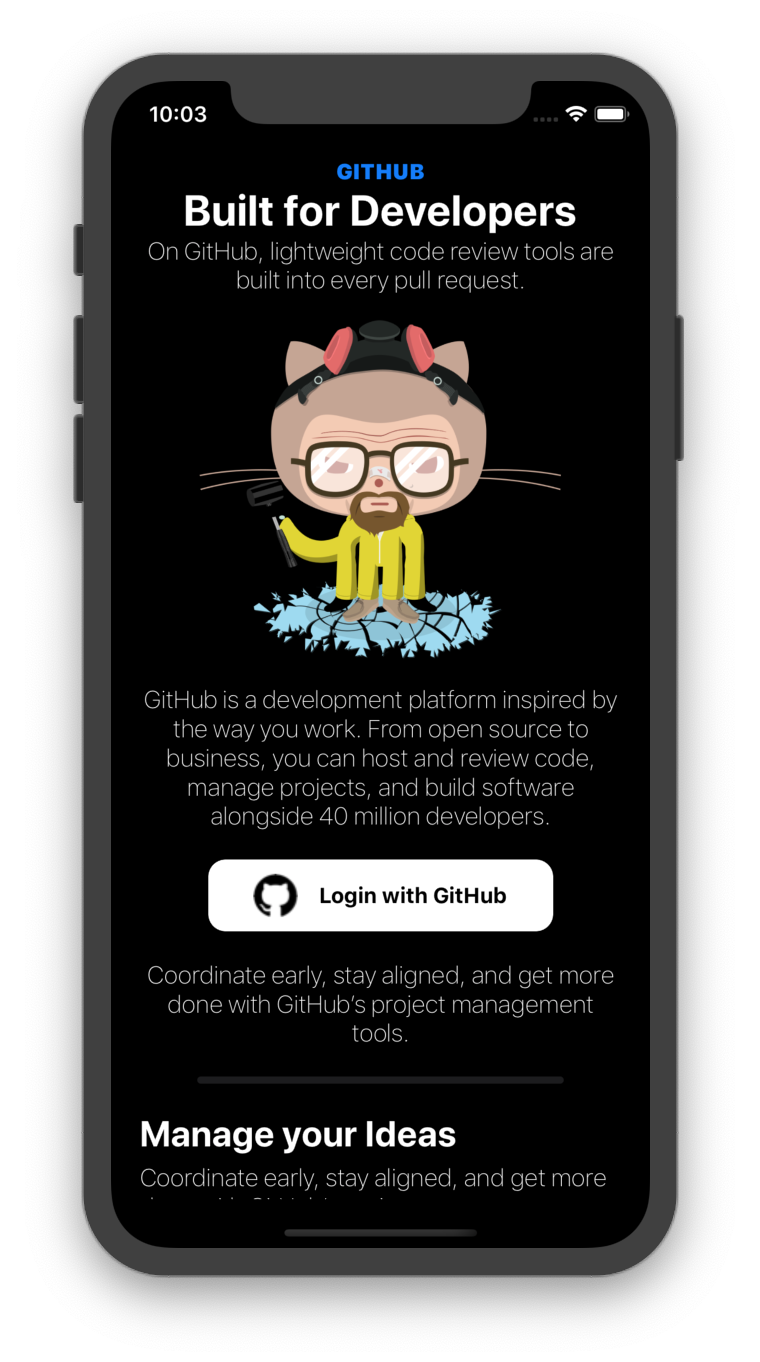 10:03
GITHUB
Built for Developers
On GitHub, lightweight code review tools are
built into every pull request.
GitHub is a development platform inspired by
the way you work. From open source to
business, you can host and review code,
manage projects, and build software
alongside 40 million developers.
Login with GitHub
Coordinate early, stay aligned, and get more
done with GitHub’s project management
tools.
Manage your Ideas
Coordinate early, stay aligned, and get more